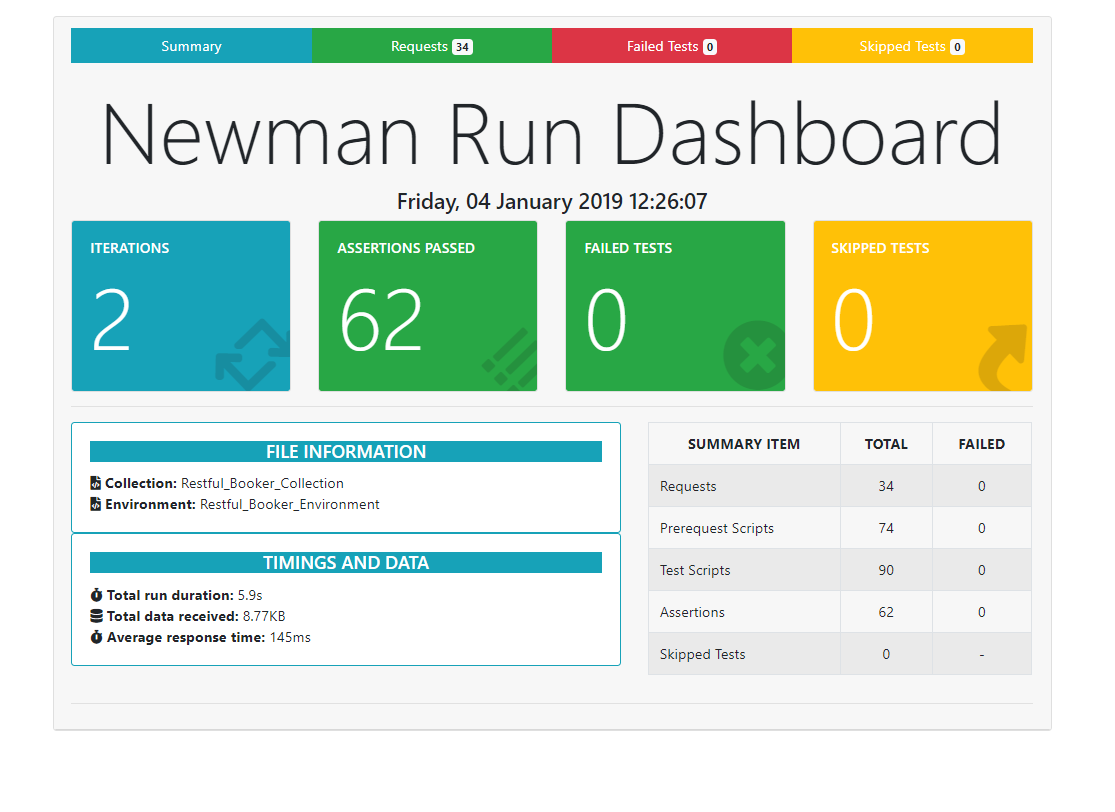 Summary Requests 34 Failed Tests 0 Skipped Tests 0
Newman Run Dashboard
Friday, 04 January 2019 12:26:07
ITERATIONS
2
ASSERTIONS PASSED
62
FAILED TESTS
0
SKIPPED TESTS
0
FILE INFORMATION
Collection: Restful_Booker_Collection
Environment: Restful_Booker_Environment
TIMINGS AND DATA
Total run duration: 5.9s
Total data received: 8.77KB
Average response time: 145ms
SUMMARY ITEM TOTAL FAILED
Requests 34 0
Prerequest Scripts 74 0
Test Scripts 90 0
Assertions 62 0
Skipped Tests 0 -